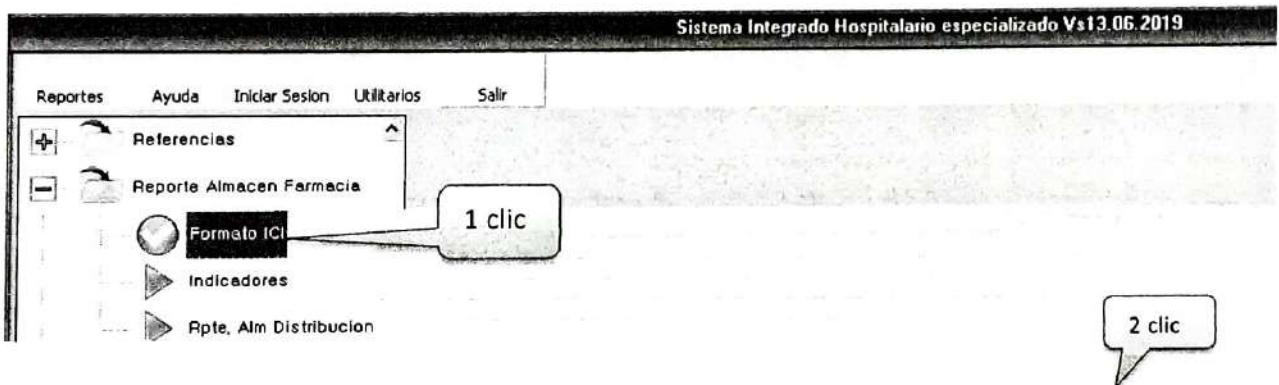 Sistema Integrado Hospitalario especializado Vs13.06.2019
Reportes Ayuda Iniciar Sesion Utilitarios Salir
Referencias
Reporte Almacen Farmacia
Formato ICI
1 clic
Indicadores
Rpte, Alm Distribucion
2 clic